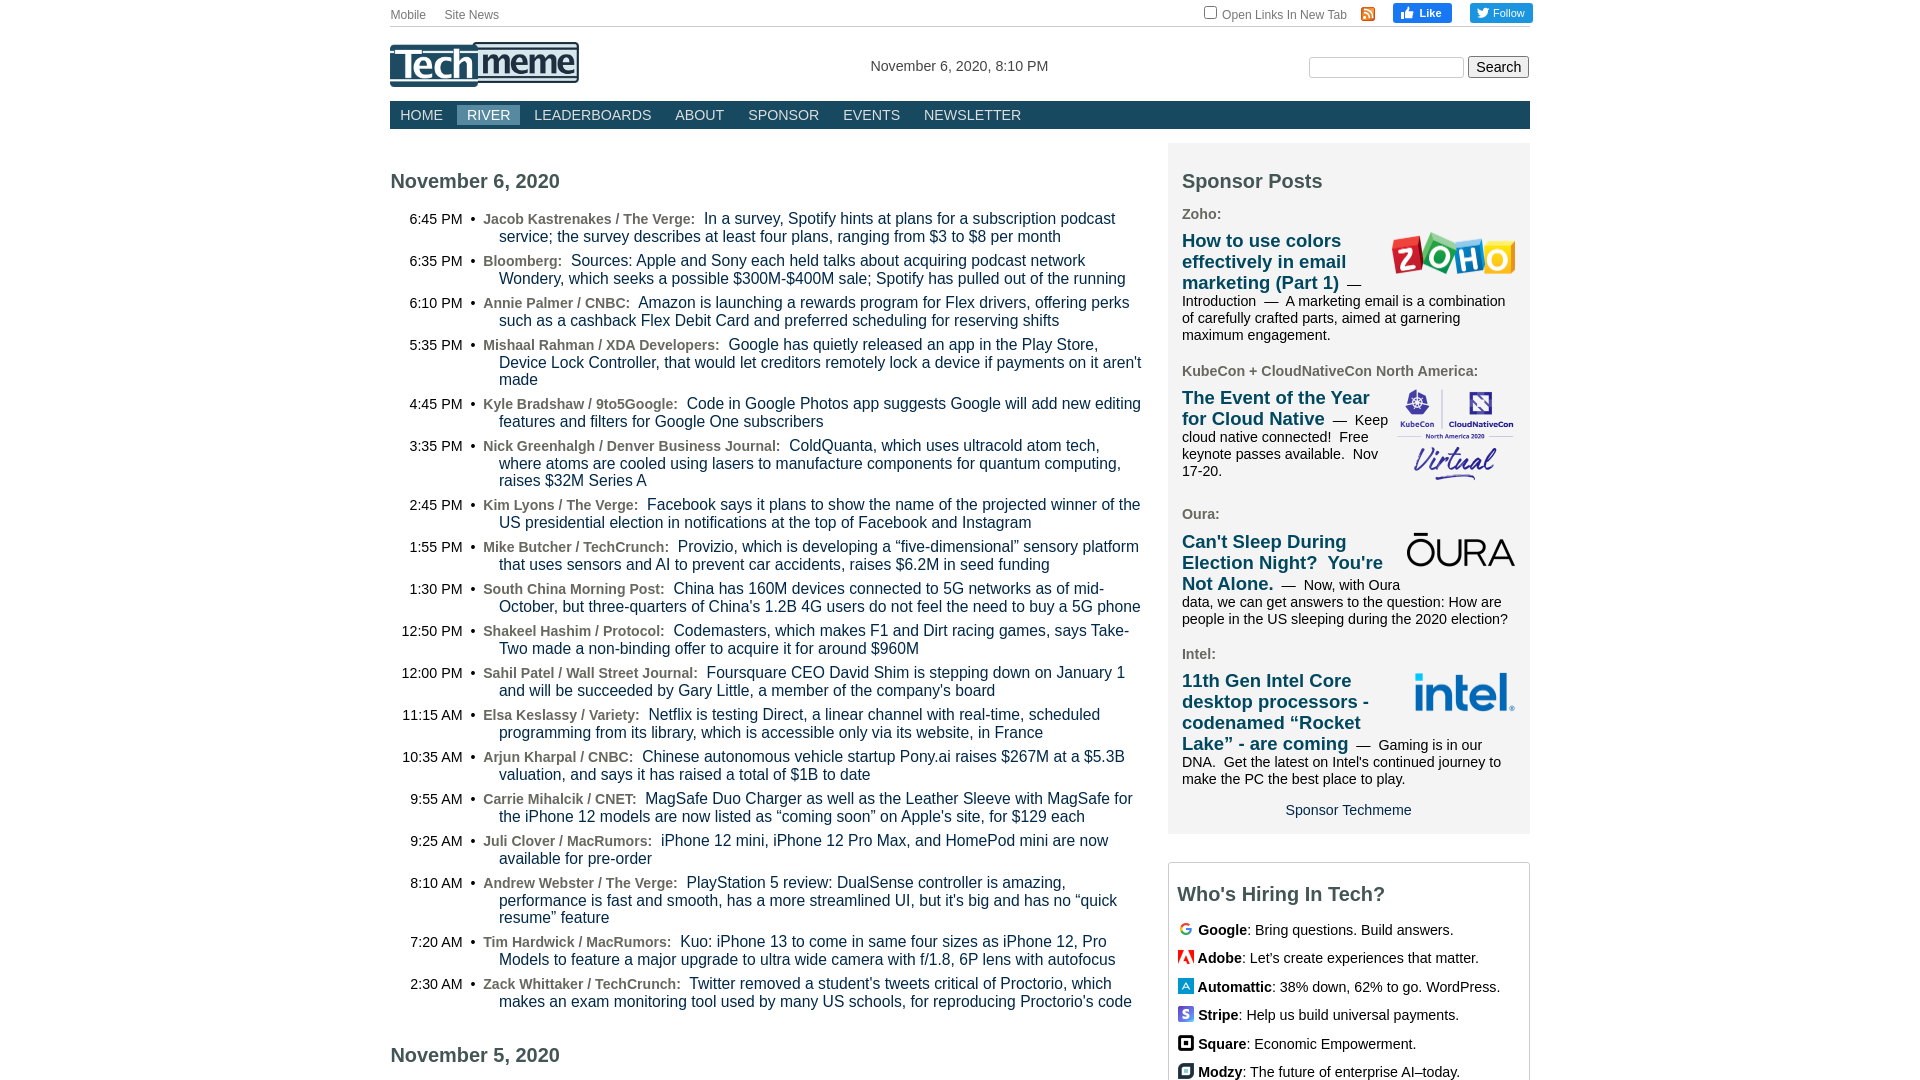 Mobile Site News Open Links In New Tab Like Follow
Techmeme
November 6, 2020, 8:10 PM
Search
HOME RIVER LEADERBOARDS ABOUT SPONSOR EVENTS NEWSLETTER
November 6, 2020
6:45 PM • Jacob Kastrenakes / The Verge: In a survey, Spotify hints at plans for a subscription podcast
service; the survey describes at least four plans, ranging from $3 to $8 per month
6:35 PM • Bloomberg: Sources: Apple and Sony each held talks about acquiring podcast network
Wondery, which seeks a possible $300M-$400M sale; Spotify has pulled out of the running
6:10 PM • Annie Palmer / CNBC: Amazon is launching a rewards program for Flex drivers, offering perks
such as a cashback Flex Debit Card and preferred scheduling for reserving shifts
5:35 PM • Mishaal Rahman / XDA Developers: Google has quietly released an app in the Play Store,
Device Lock Controller, that would let creditors remotely lock a device if payments on it aren't
made
4:45 PM • Kyle Bradshaw / 9to5Google: Code in Google Photos app suggests Google will add new editing
features and filters for Google One subscribers
3:35 PM • Nick Greenhalgh / Denver Business Journal: ColdQuanta, which uses ultracold atom tech,
where atoms are cooled using lasers to manufacture components for quantum computing,
raises $32M Series A
2:45 PM • Kim Lyons / The Verge: Facebook says it plans to show the name of the projected winner of the
US presidential election in notifications at the top of Facebook and Instagram
1:55 PM • Mike Butcher / TechCrunch: Provizio, which is developing a “five-dimensional” sensory platform
that uses sensors and AI to prevent car accidents, raises $6.2M in seed funding
1:30 PM • South China Morning Post: China has 160M devices connected to 5G networks as of mid-
October, but three-quarters of China's 1.2B 4G users do not feel the need to buy a 5G phone
12:50 PM • Shakeel Hashim / Protocol: Codemasters, which makes F1 and Dirt racing games, says Take-
Two made a non-binding offer to acquire it for around $960M
12:00 PM • Sahil Patel / Wall Street Journal: Foursquare CEO David Shim is stepping down on January 1
and will be succeeded by Gary Little, a member of the company's board
11:15 AM • Elsa Keslassy / Variety: Netflix is testing Direct, a linear channel with real-time, scheduled
programming from its library, which is accessible only via its website, in France
10:35 AM • Arjun Kharpal / CNBC: Chinese autonomous vehicle startup Pony.ai raises $267M at a $5.3B
valuation, and says it has raised a total of $1B to date
9:55 AM • Carrie Mihalcik / CNET: MagSafe Duo Charger as well as the Leather Sleeve with MagSafe for
the iPhone 12 models are now listed as “coming soon” on Apple's site, for $129 each
9:25 AM • Juli Clover / MacRumors: iPhone 12 mini, iPhone 12 Pro Max, and HomePod mini are now
available for pre-order
8:10 AM • Andrew Webster / The Verge: PlayStation 5 review: DualSense controller is amazing,
performance is fast and smooth, has a more streamlined UI, but it's big and has no “quick
resume” feature
7:20 AM • Tim Hardwick / MacRumors: Kuo: iPhone 13 to come in same four sizes as iPhone 12, Pro
Models to feature a major upgrade to ultra wide camera with f/1.8, 6P lens with autofocus
2:30 AM • Zack Whittaker / TechCrunch: Twitter removed a student's tweets critical of Proctorio, which
makes an exam monitoring tool used by many US schools, for reproducing Proctorio's code
November 5, 2020
Sponsor Posts
Zoho:
ZOHO
How to use colors
effectively in email
marketing (Part 1) —
Introduction — A marketing email is a combination
of carefully crafted parts, aimed at garnering
maximum engagement.
KubeCon + CloudNativeCon North America:
The Event of the Year
for Cloud Native — Keep
cloud native connected! Free
keynote passes available. Nov
17-20.
KubeCon CloudNativeCon
North America 2020
Virtual
Oura:
ŌURA
Can't Sleep During
Election Night? You're
Not Alone. — Now, with Oura
data, we can get answers to the question: How are
people in the US sleeping during the 2020 election?
Intel:
intel®
11th Gen Intel Core
desktop processors -
codenamed “Rocket
Lake” - are coming — Gaming is in our
DNA. Get the latest on Intel's continued journey to
make the PC the best place to play.
Sponsor Techmeme
Who's Hiring In Tech?
Google: Bring questions. Build answers.
Adobe: Let’s create experiences that matter.
Automattic: 38% down, 62% to go. WordPress.
Stripe: Help us build universal payments.
Square: Economic Empowerment.
Modzy: The future of enterprise AI–today.